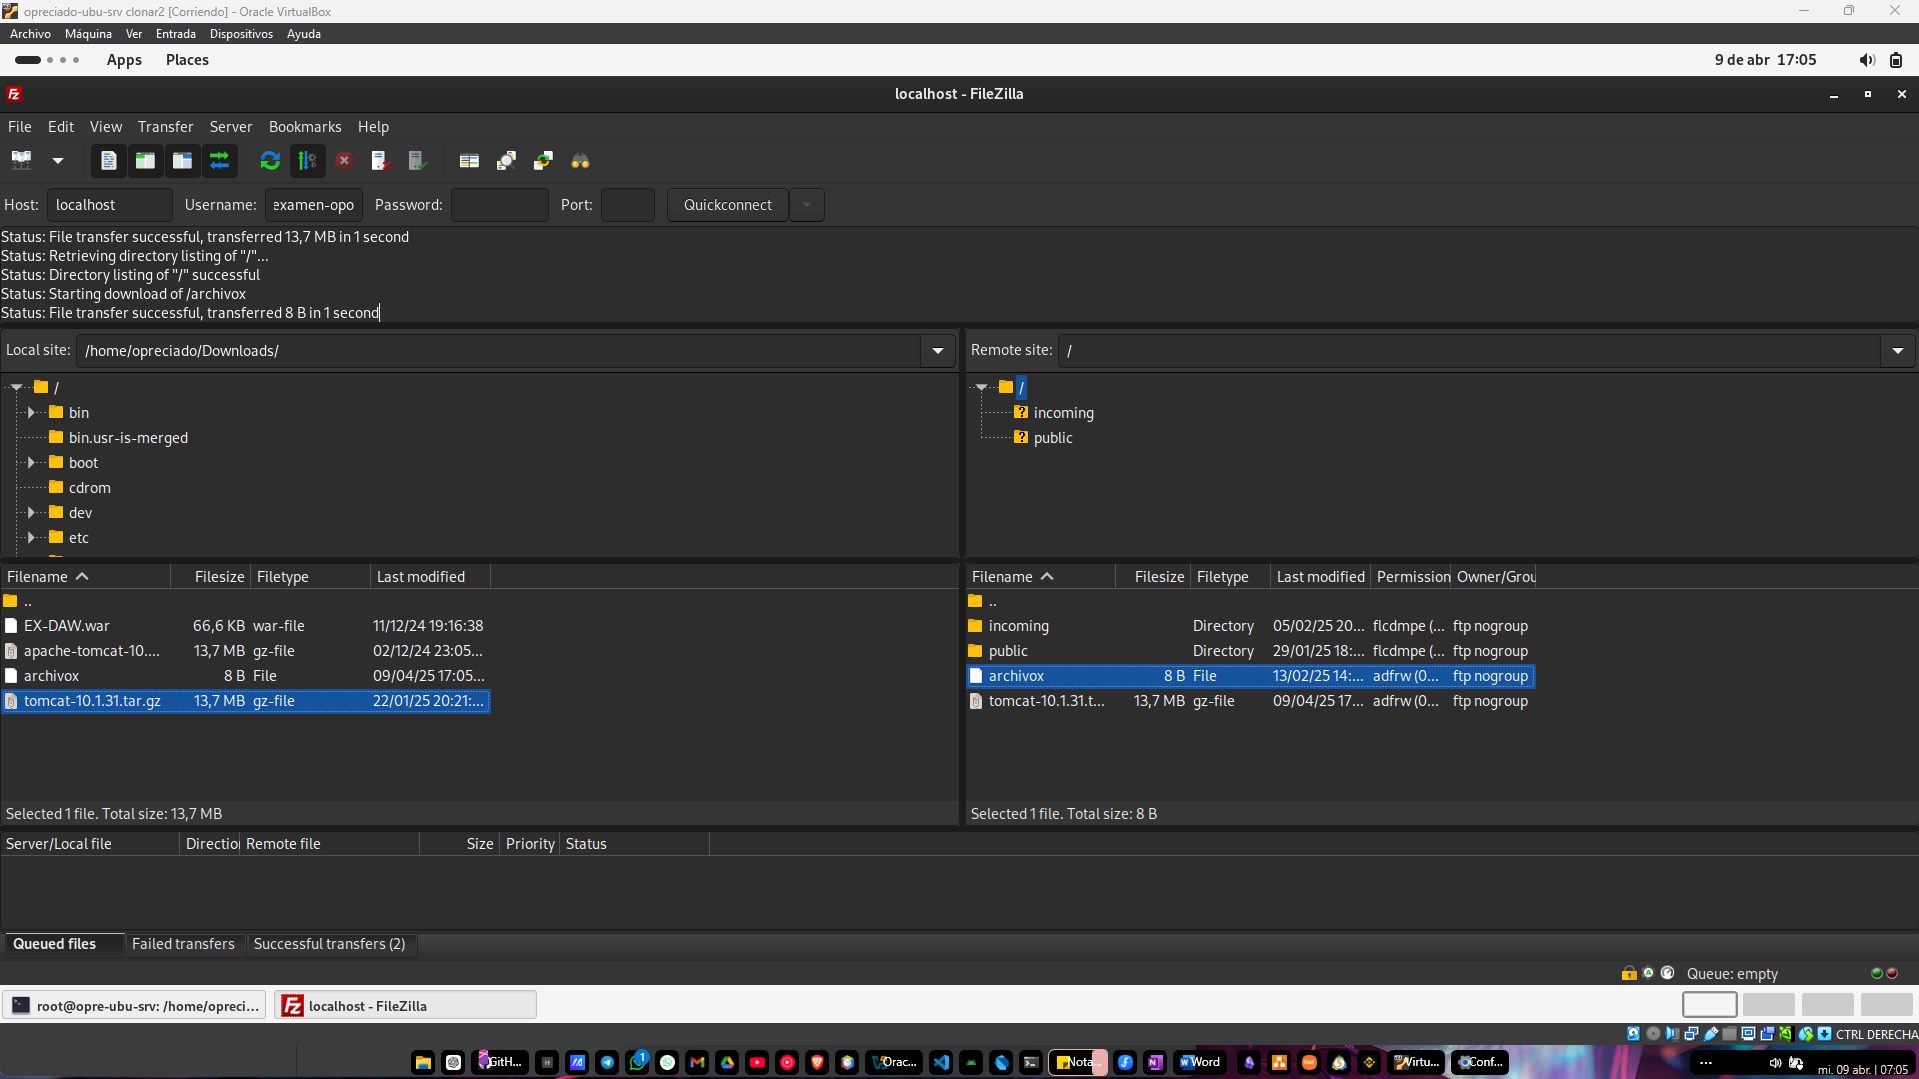 opreciado-ubu-srv clonar2 [Corriendo] - Oracle VirtualBox
Archivo Máquina Ver Entrada Dispositivos Ayuda
Apps Places 9 de abr 17:05
localhost - FileZilla
File Edit View Transfer Server Bookmarks Help
Host: localhost Username: examen-opo Password: Port: Quickconnect
Status: File transfer successful, transferred 13,7 MB in 1 second
Status: Retrieving directory listing of "/"...
Status: Directory listing of "/" successful
Status: Starting download of /archivox
Status: File transfer successful, transferred 8 B in 1 second
Local site: /home/opreciado/Downloads/
/
bin
bin.usr-is-merged
boot
cdrom
dev
etc
Remote site: /
/
incoming
public
Filename Filesize Filetype Last modified
..
EX-DAW.war 66,6 KB war-file 11/12/24 19:16:38
apache-tomcat-10.... 13,7 MB gz-file 02/12/24 23:05...
archivox 8 B File 09/04/25 17:05...
tomcat-10.1.31.tar.gz 13,7 MB gz-file 22/01/25 20:21:...
Selected 1 file. Total size: 13,7 MB
Filename Filesize Filetype Last modified Permission Owner/Grou
..
incoming Directory 05/02/25 20... flcdmpe (... ftp nogroup
public Directory 29/01/25 18:... flcdmpe (... ftp nogroup
archivox 8 B File 13/02/25 14:... adfrw (0... ftp nogroup
tomcat-10.1.31.t... 13,7 MB gz-file 09/04/25 17... adfrw (0... ftp nogroup
Selected 1 file. Total size: 8 B
Server/Local file Directio Remote file Size Priority Status
Queued files Failed transfers Successful transfers (2)
Queue: empty
root@opre-ubu-srv: /home/opreci... localhost - FileZilla
CTRL DERECHA
GitH... 1 Orac... Nota Word Virtu... Conf... ...
mi. 09 abr. | 07:05